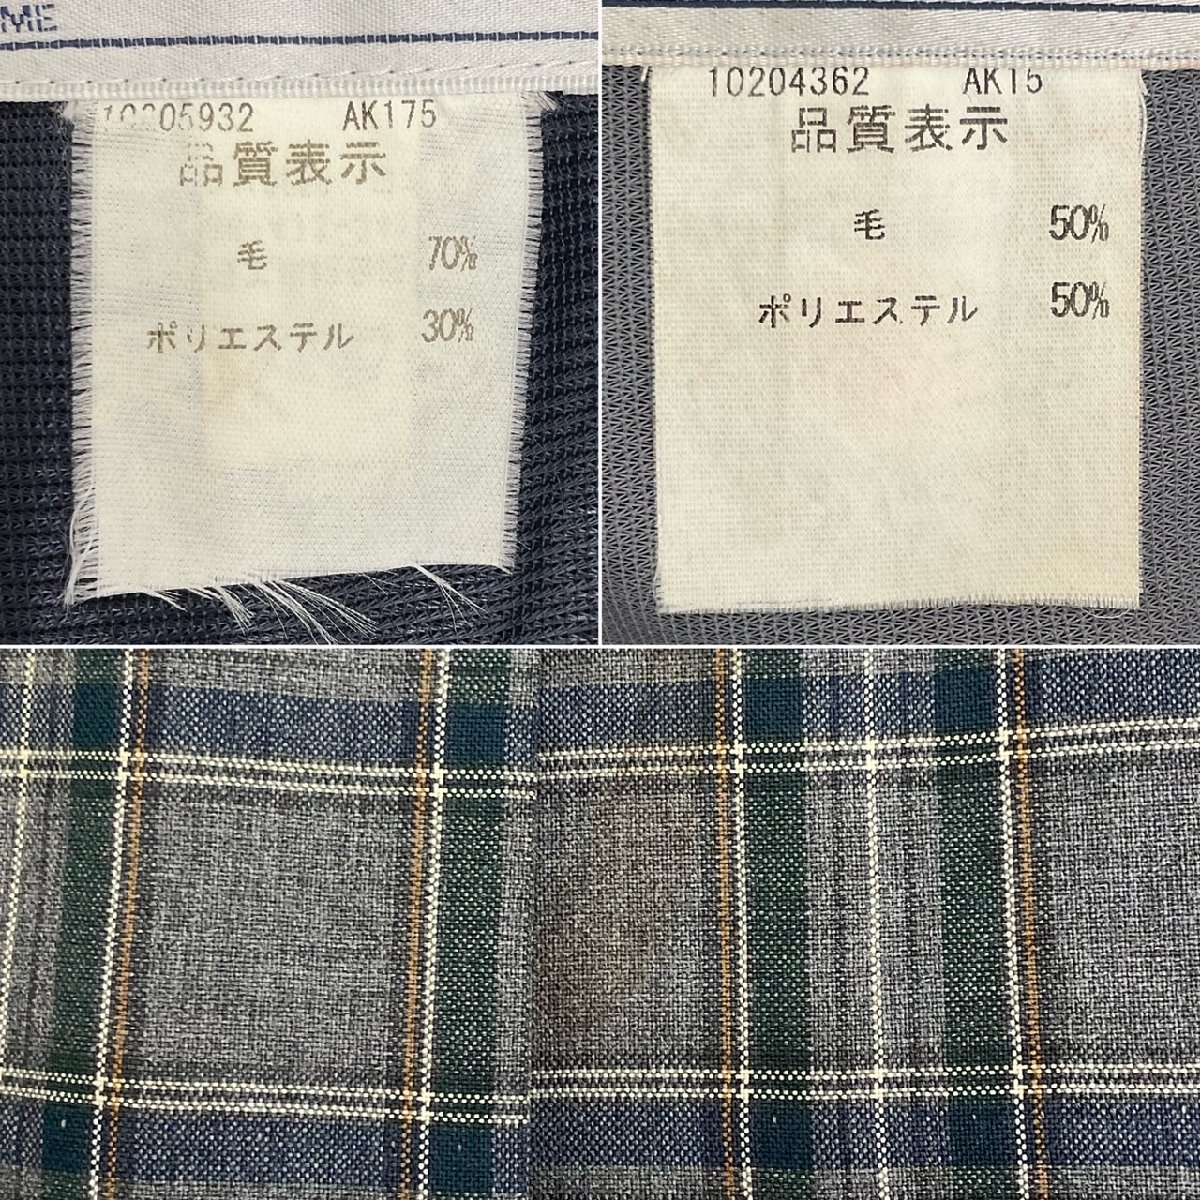 ME
10205932 AK175
品質表示
毛 70%
ポリエステル 30%
10204362 AK15
品質表示
毛 50%
ポリエステル 50%